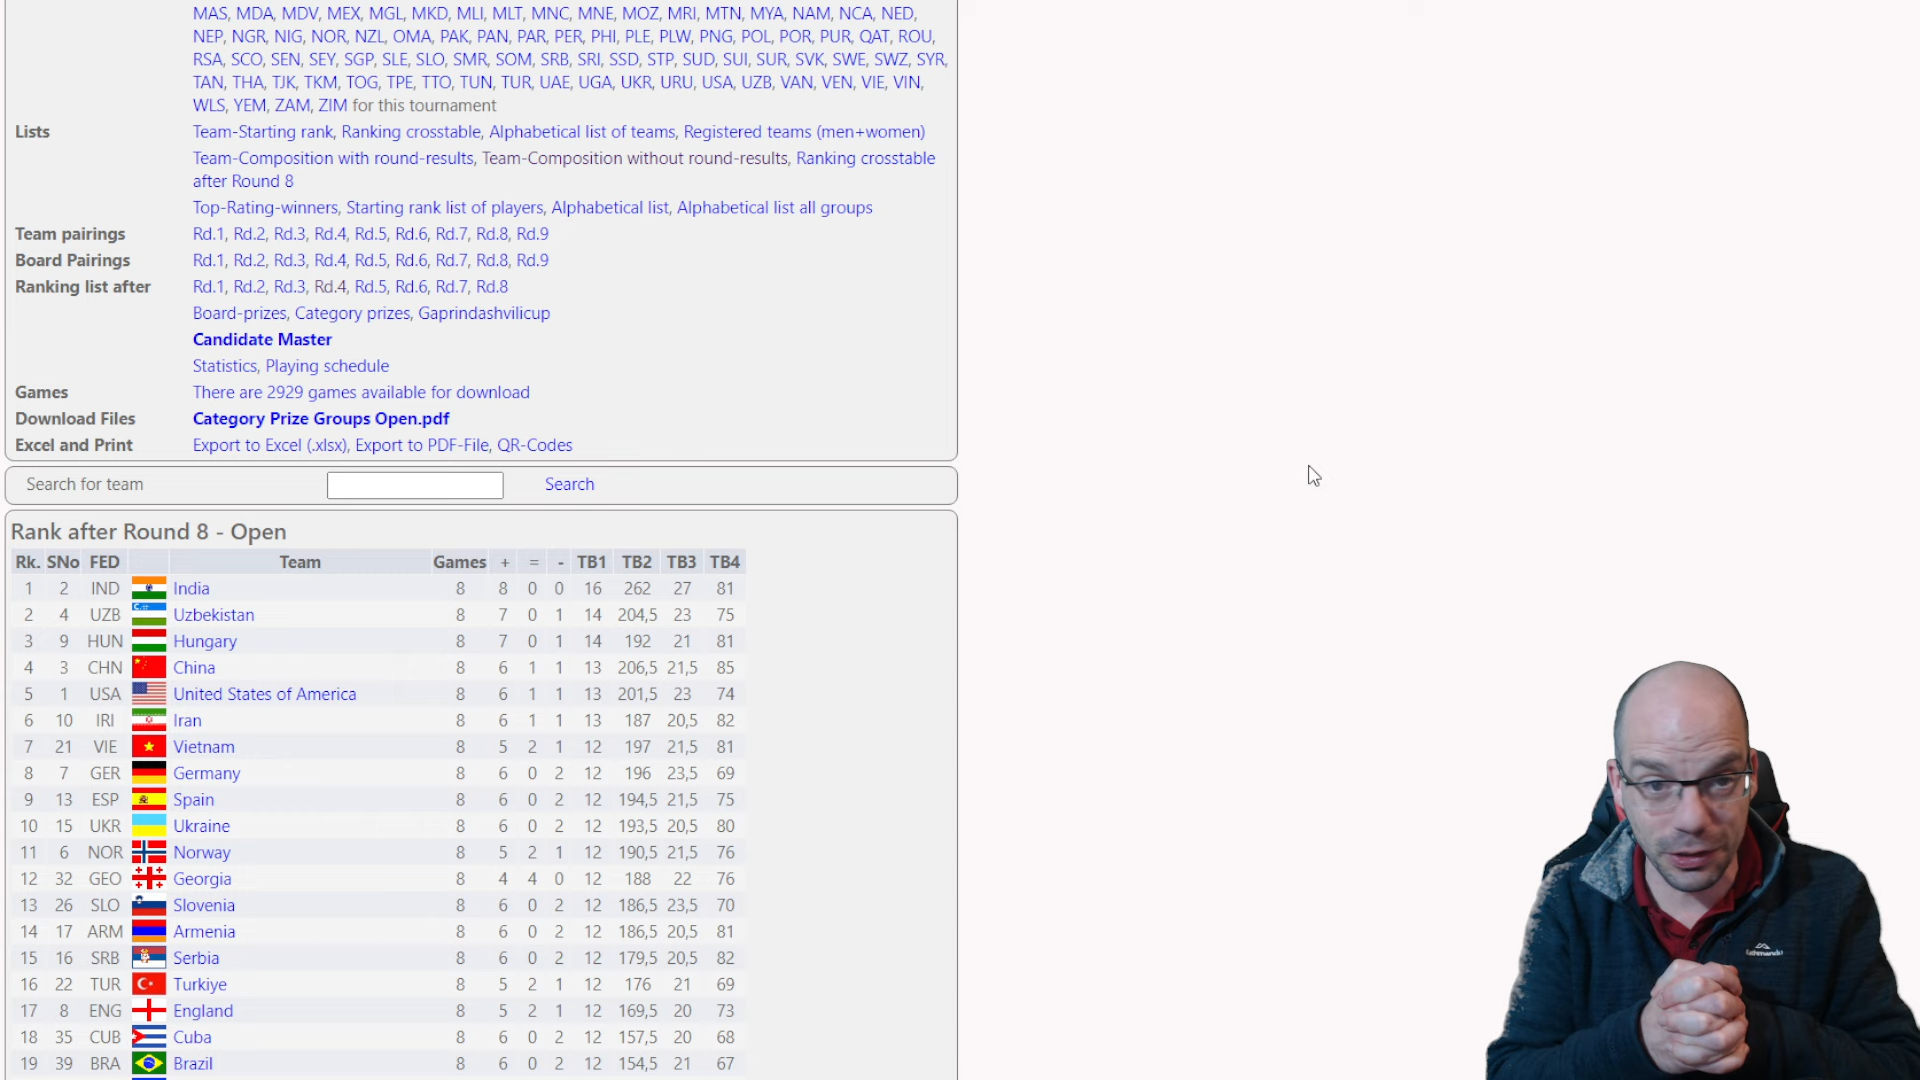 MAS, MDA, MDV, MEX, MGL, MKD, MLI, MLT, MNC, MNE, MOZ, MRI, MTN, MYA, NAM, NCA, NED,
NEP, NGR, NIG, NOR, NZL, OMA, PAK, PAN, PAR, PER, PHI, PLE, PLW, PNG, POL, POR, PUR, QAT, ROU,
RSA, SCO, SEN, SEY, SGP, SLE, SLO, SMR, SOM, SRB, SRI, SSD, STP, SUD, SUI, SUR, SVK, SWE, SWZ, SYR,
TAN, THA, TJK, TKM, TOG, TPE, TTO, TUN, TUR, UAE, UGA, UKR, URU, USA, UZB, VAN, VEN, VIE, VIN,
WLS, YEM, ZAM, ZIM for this tournament
Lists Team-Starting rank, Ranking crosstable, Alphabetical list of teams, Registered teams (men+women)
Team-Composition with round-results, Team-Composition without round-results, Ranking crosstable
after Round 8
Top-Rating-winners, Starting rank list of players, Alphabetical list, Alphabetical list all groups
Team pairings Rd.1, Rd.2, Rd.3, Rd.4, Rd.5, Rd.6, Rd.7, Rd.8, Rd.9
Board Pairings Rd.1, Rd.2, Rd.3, Rd.4, Rd.5, Rd.6, Rd.7, Rd.8, Rd.9
Ranking list after Rd.1, Rd.2, Rd.3, Rd.4, Rd.5, Rd.6, Rd.7, Rd.8
Board-prizes, Category prizes, Gaprindashvilicup
Candidate Master
Statistics, Playing schedule
Games There are 2929 games available for download
Download Files Category Prize Groups Open.pdf
Excel and Print Export to Excel (.xlsx), Export to PDF-File, QR-Codes
Search for team Search
Rank after Round 8 - Open
Rk. SNo FED Team Games + = - TB1 TB2 TB3 TB4
1 2 IND India 8 8 0 0 16 262 27 81
2 4 UZB Uzbekistan 8 7 0 1 14 204,5 23 75
3 9 HUN Hungary 8 7 0 1 14 192 21 81
4 3 CHN China 8 6 1 1 13 206,5 21,5 85
5 1 USA United States of America 8 6 1 1 13 201,5 23 74
6 10 IRI Iran 8 6 1 1 13 187 20,5 82
7 21 VIE Vietnam 8 5 2 1 12 197 21,5 81
8 7 GER Germany 8 6 0 2 12 196 23,5 69
9 13 ESP Spain 8 6 0 2 12 194,5 21,5 75
10 15 UKR Ukraine 8 6 0 2 12 193,5 20,5 80
11 6 NOR Norway 8 5 2 1 12 190,5 21,5 76
12 32 GEO Georgia 8 4 4 0 12 188 22 76
13 26 SLO Slovenia 8 6 0 2 12 186,5 23,5 70
14 17 ARM Armenia 8 6 0 2 12 186,5 20,5 81
15 16 SRB Serbia 8 6 0 2 12 179,5 20,5 82
16 22 TUR Turkiye 8 5 2 1 12 176 21 69
17 8 ENG England 8 5 2 1 12 169,5 20 73
18 35 CUB Cuba 8 6 0 2 12 157,5 20 68
19 39 BRA Brazil 8 6 0 2 12 154,5 21 67
kathmandu